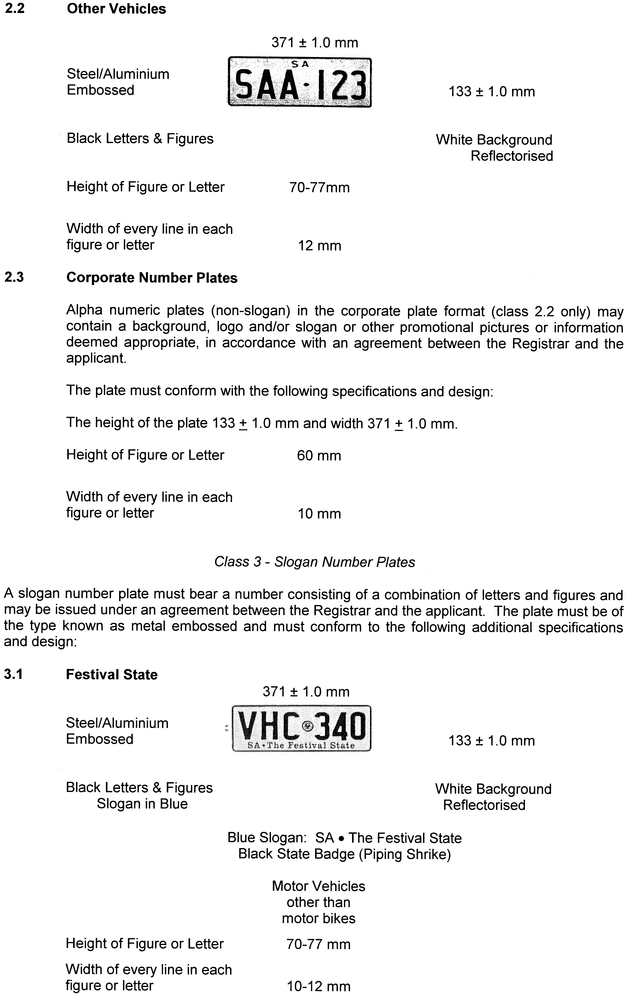 2.2 Other Vehicles
371 ± 1.0 mm
SA
SAA·123
Steel/Aluminium
Embossed
133 ± 1.0 mm
Black Letters & Figures
White Background
Reflectorised
Height of Figure or Letter 70-77mm
Width of every line in each
figure or letter 12 mm
2.3 Corporate Number Plates
Alpha numeric plates (non-slogan) in the corporate plate format (class 2.2 only) may
contain a background, logo and/or slogan or other promotional pictures or information
deemed appropriate, in accordance with an agreement between the Registrar and the
applicant.
The plate must conform with the following specifications and design:
The height of the plate 133 ± 1.0 mm and width 371 ± 1.0 mm.
Height of Figure or Letter 60 mm
Width of every line in each
figure or letter 10 mm
Class 3 - Slogan Number Plates
A slogan number plate must bear a number consisting of a combination of letters and figures and
may be issued under an agreement between the Registrar and the applicant. The plate must be of
the type known as metal embossed and must conform to the following additional specifications
and design:
3.1 Festival State
371 ± 1.0 mm
Steel/Aluminium
Embossed
VHC 340
SA•The Festival State
133 ± 1.0 mm
Black Letters & Figures
Slogan in Blue
White Background
Reflectorised
Blue Slogan: SA • The Festival State
Black State Badge (Piping Shrike)
Motor Vehicles
other than
motor bikes
Height of Figure or Letter 70-77 mm
Width of every line in each
figure or letter 10-12 mm